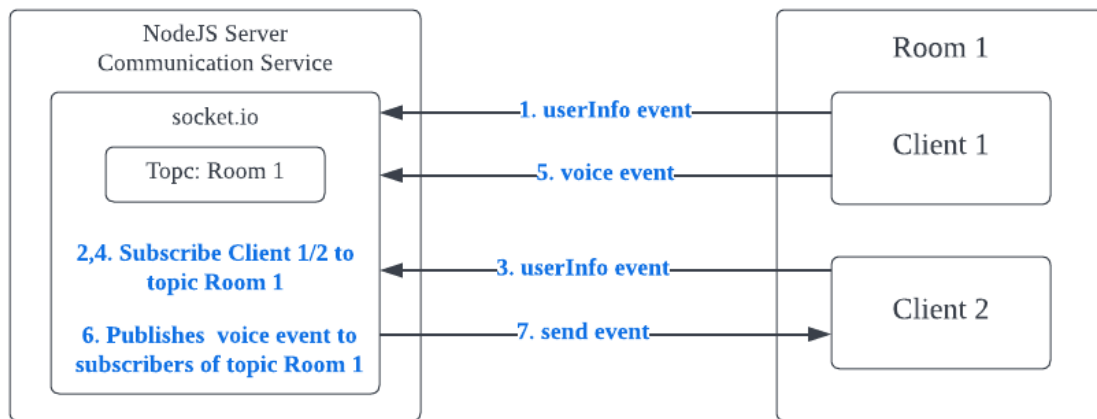 NodeJS Server
Communication Service
socket.io
Topc: Room 1
2,4. Subscribe Client 1/2 to
topic Room 1
6. Publishes voice event to
subscribers of topic Room 1
1. userInfo event
5. voice event
3. userInfo event
7. send event
Room 1
Client 1
Client 2